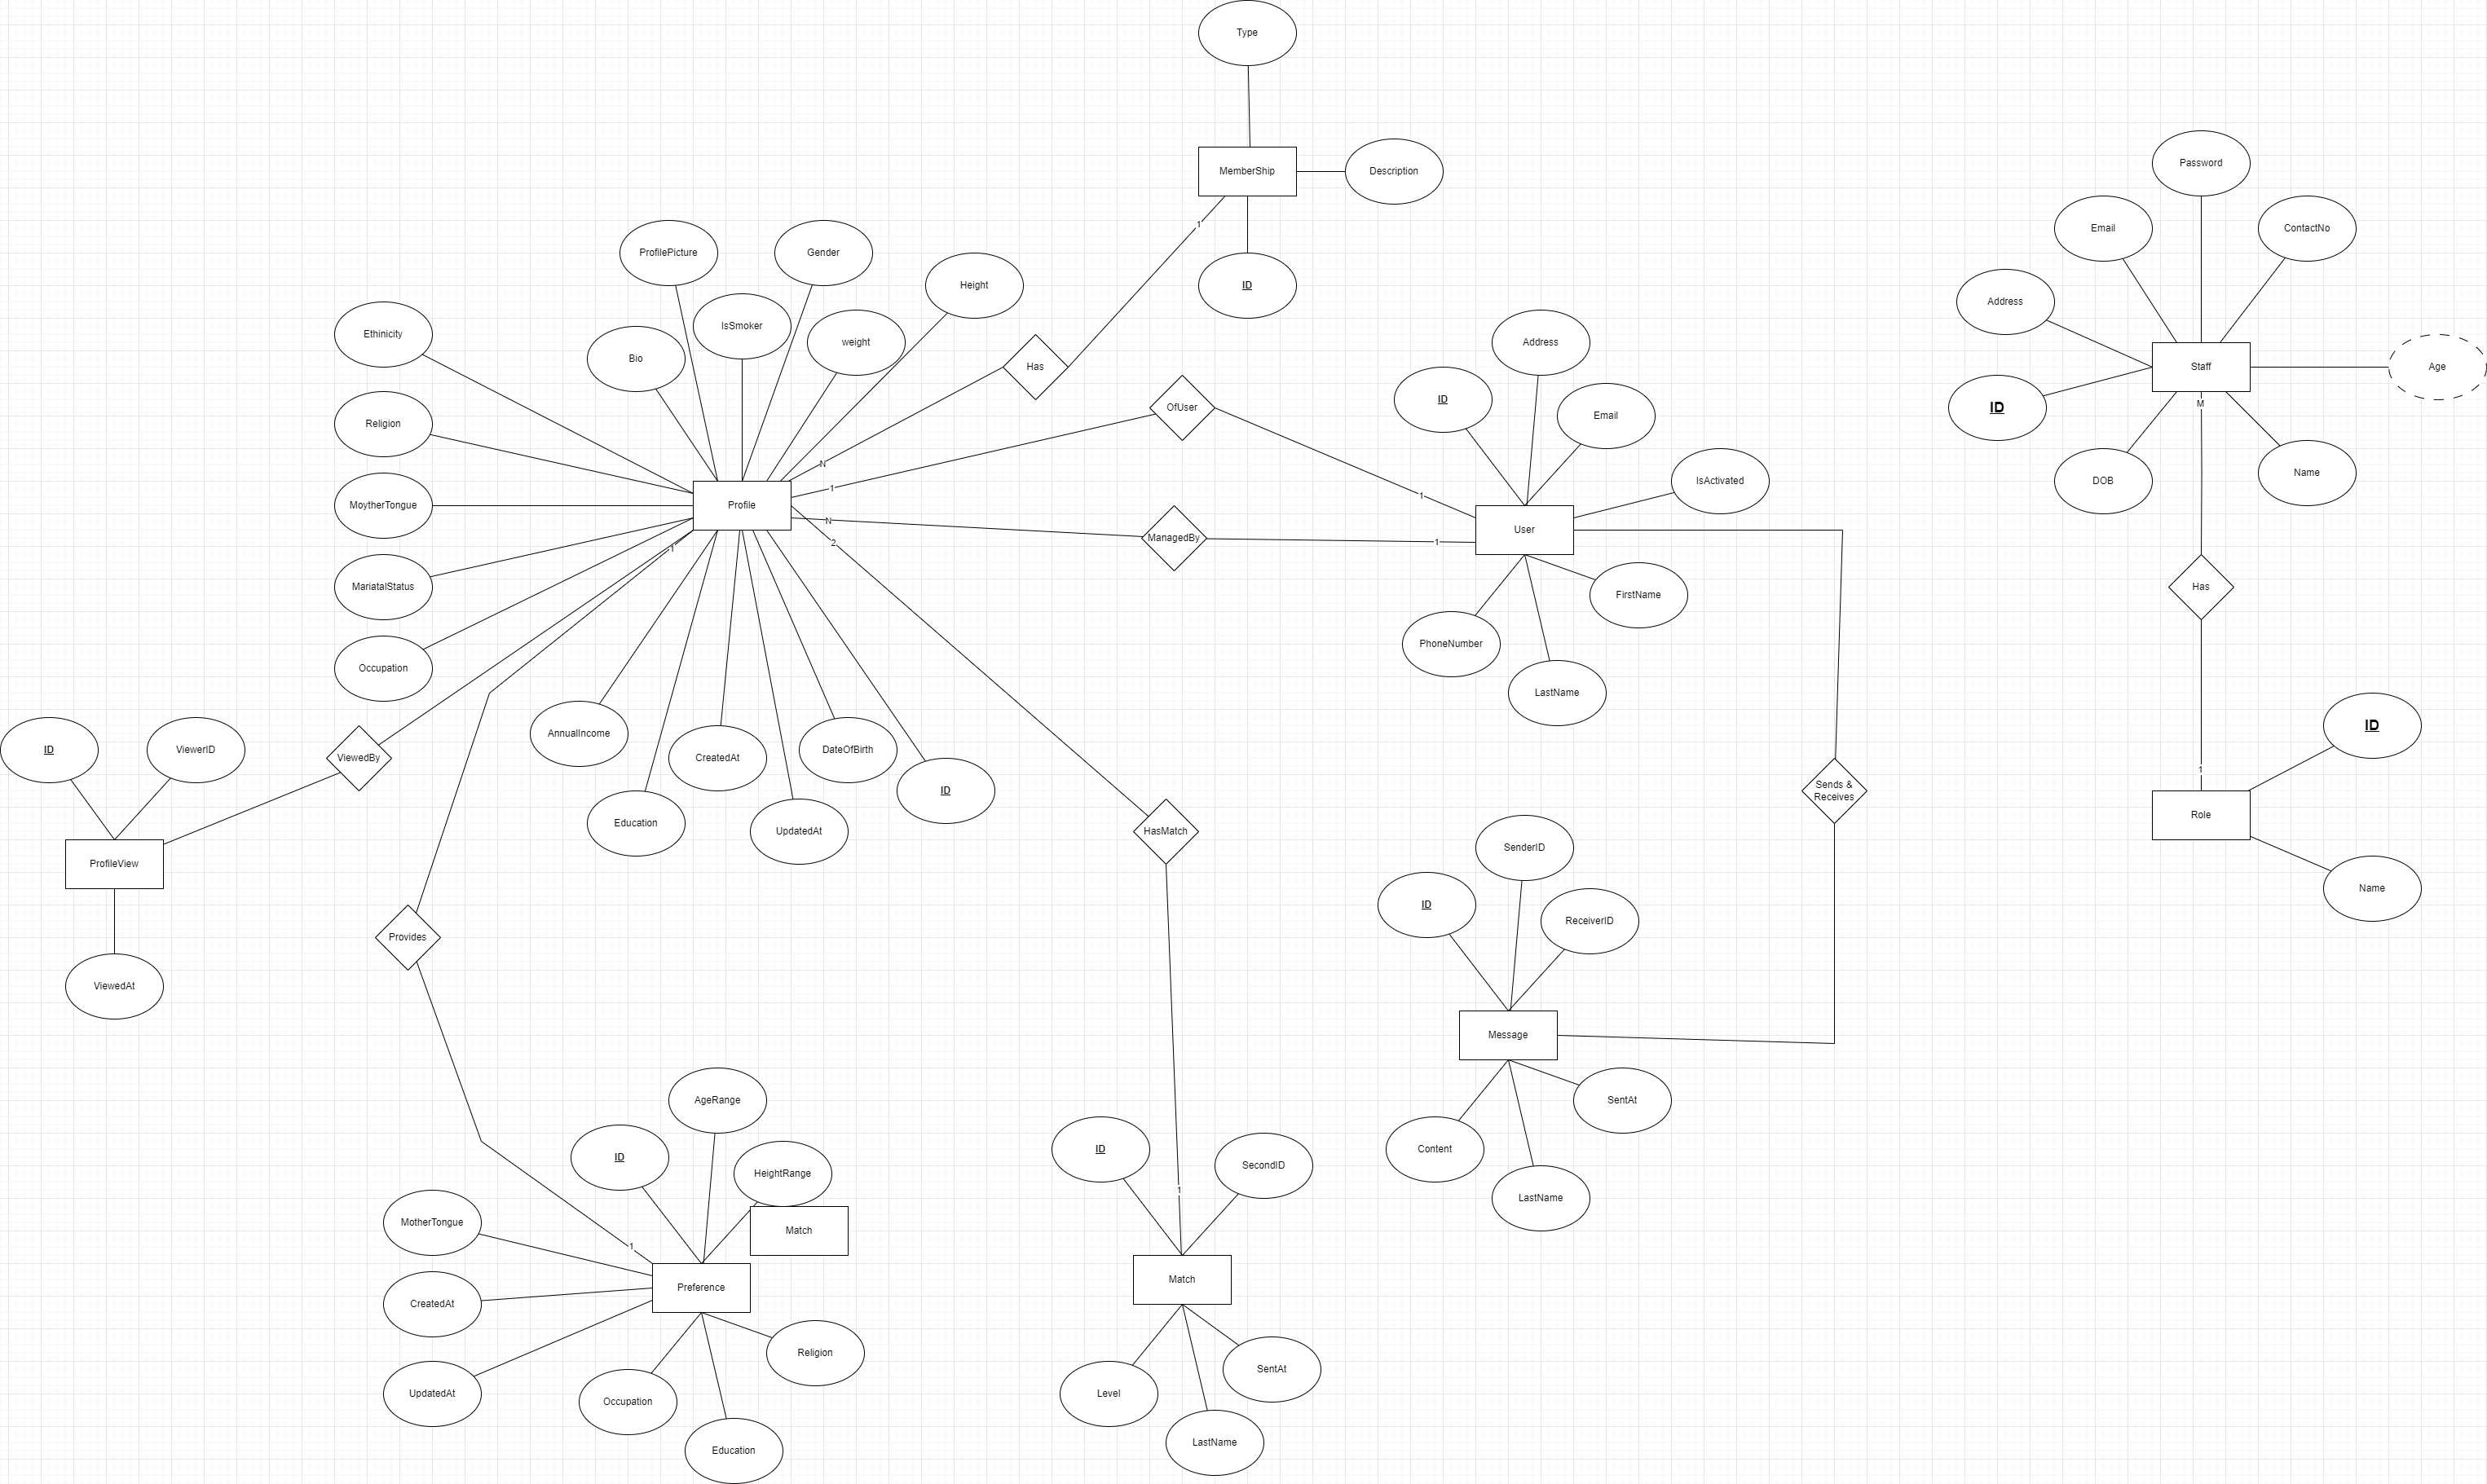 Type
MemberShip
Description
1
ID
Password
Email
ContactNo
Address
Staff
Age
ID
M
DOB
Name
Has
1
Role
ID
Name
ProfilePicture
Gender
Height
IsSmoker
weight
Bio
Ethinicity
Religion
MoytherTongue
MariatalStatus
Occupation
Profile
Has
N
OfUser
1
1
ManagedBy
N
1
2
1
Address
ID
Email
IsActivated
User
FirstName
PhoneNumber
LastName
AnnualIncome
CreatedAt
DateOfBirth
ID
Education
UpdatedAt
ID
ViewerID
ViewedBy
ProfileView
ViewedAt
Provides
HasMatch
Sends &
Receives
SenderID
ID
ReceiverID
Message
SentAt
Content
LastName
AgeRange
ID
HeightRange
Match
MotherTongue
1
CreatedAt
Preference
UpdatedAt
Religion
Occupation
Education
ID
SecondID
1
Match
SentAt
Level
LastName